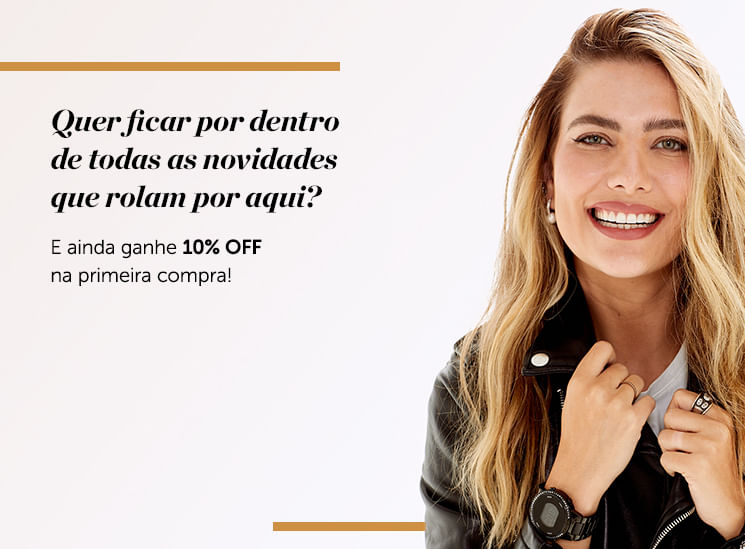 Quer ficar por dentro
de todas as novidades
que rolam por aqui?
E ainda ganhe 10% OFF
na primeira compra!